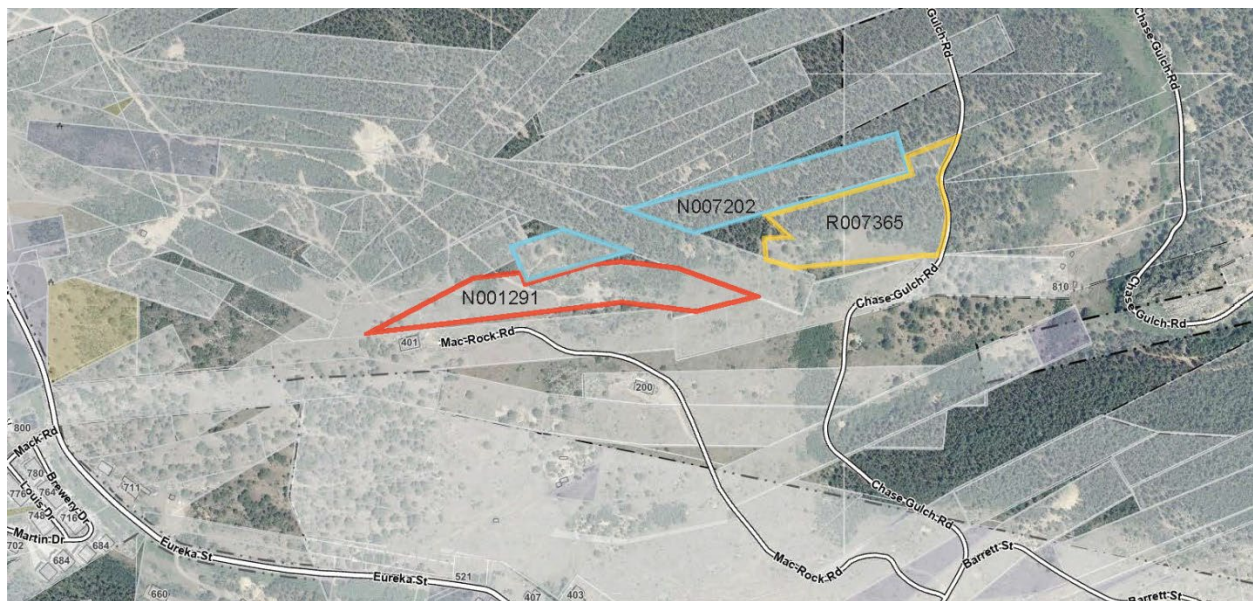 Gulch Rd
Chase Gulch Rd
N007202
R007365
N001291
Chase-Gulch-Rd
810
Chase-Gulch-Rd
401
Mac-Rock-Rd
200
800
Mack-Rd
780
776
764
Brewery-Dr
Louis-Dr
748
716
711
Martin-Dr
702
684
684
Eureka-St
Eureka-St
521
660
407
403
Chase-Gulch-Rd
Mac-Rock-Rd
Barrett-St
Barrett-St